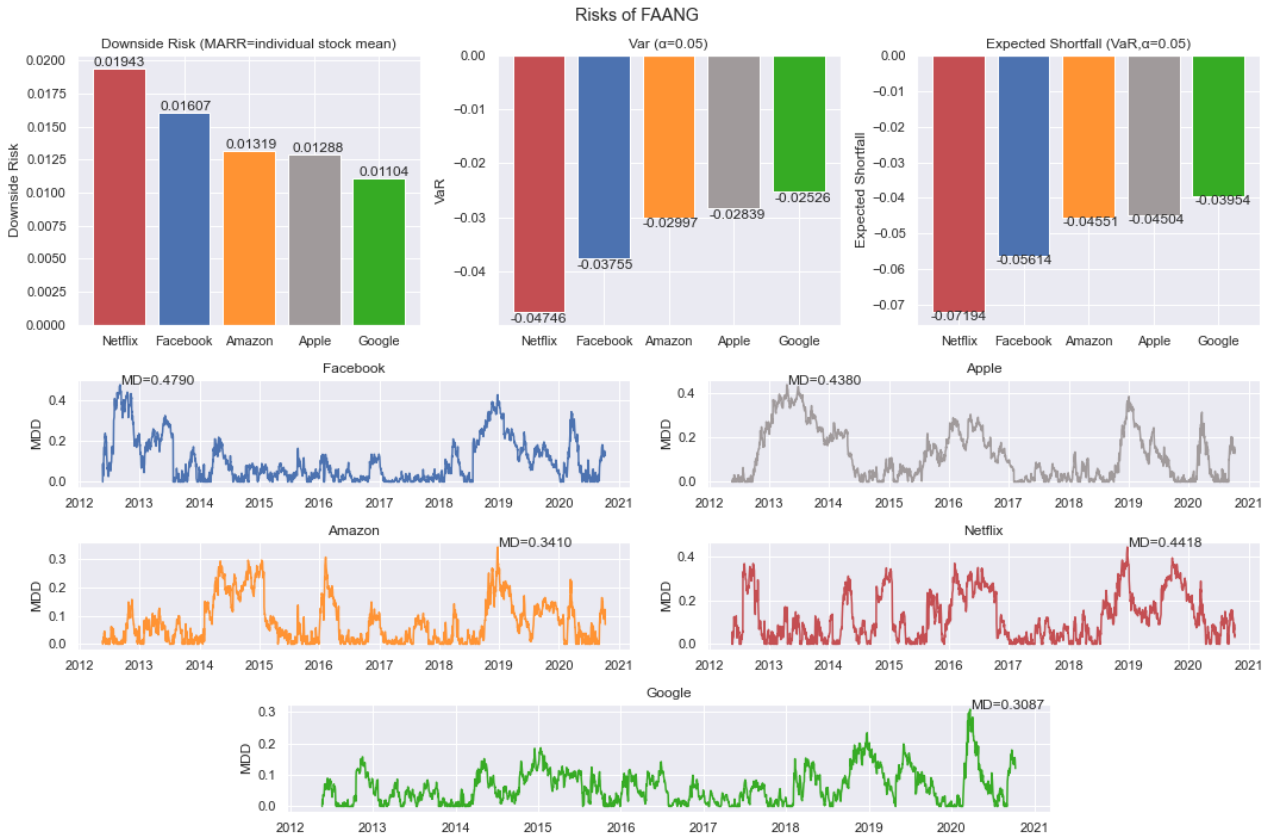 Risks of FAANG
Downside Risk (MARR=individual stock mean)
Downside Risk
0.0200
0.0175
0.0150
0.0125
0.0100
0.0075
0.0050
0.0025
0.0000
0.01943
0.01607
0.01319
0.01288
0.01104
Netflix Facebook Amazon Apple Google
Var (α=0.05)
VaR
0.00
−0.01
−0.02
−0.03
−0.04
-0.04746
-0.03755
-0.02997
-0.02839
-0.02526
Netflix Facebook Amazon Apple Google
Expected Shortfall (VaR,α=0.05)
Expected Shortfall
0.00
−0.01
−0.02
−0.03
−0.04
−0.05
−0.06
−0.07
-0.07194
-0.05614
-0.04551
-0.04504
-0.03954
Netflix Facebook Amazon Apple Google
Facebook
MD=0.4790
MDD
0.4
0.2
0.0
2012 2013 2014 2015 2016 2017 2018 2019 2020 2021
Apple
MD=0.4380
MDD
0.4
0.2
0.0
2012 2013 2014 2015 2016 2017 2018 2019 2020 2021
Amazon
MD=0.3410
MDD
0.3
0.2
0.1
0.0
2012 2013 2014 2015 2016 2017 2018 2019 2020 2021
Netflix
MD=0.4418
MDD
0.4
0.2
0.0
2012 2013 2014 2015 2016 2017 2018 2019 2020 2021
Google
MD=0.3087
MDD
0.3
0.2
0.1
0.0
2012 2013 2014 2015 2016 2017 2018 2019 2020 2021